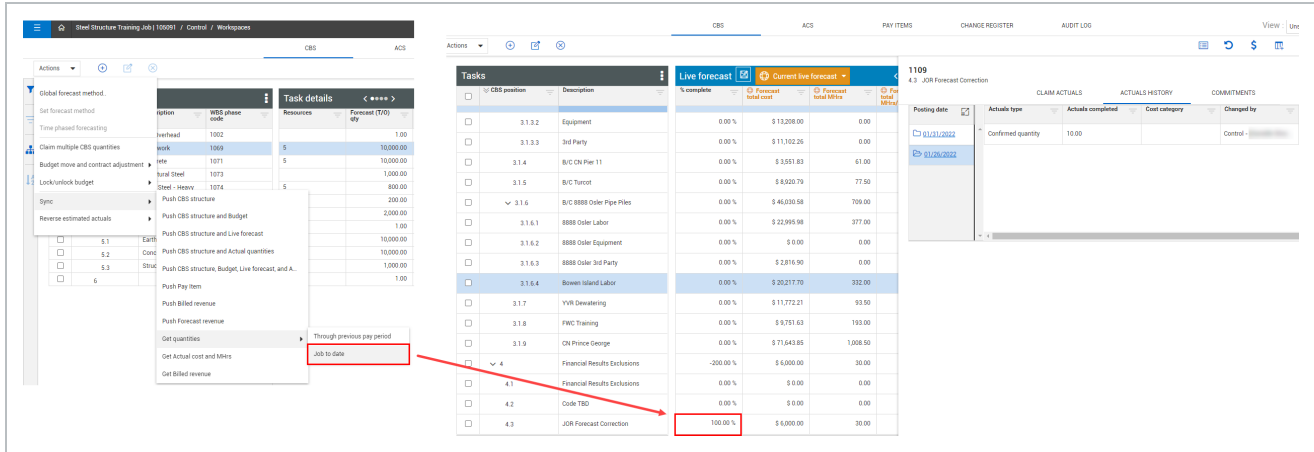 Steel Structure Training Job | 105091 / Control / Workspaces
CBS
ACS
Actions
Global forecast method..
Set forecast method
Time phased forecasting
Claim multiple CBS quantities
Budget move and contract adjustment
Lock/unlock budget
Sync
Reverse estimated actuals
WBS phase code
Task details
Resources
Forecast (T/O) qty
1002 1.00
1069 5 10,000.00
1071 5 10,000.00
1073 1,000.00
Steel - Heavy 1074 5 800.00
200.00
2,000.00
1.00
5.1 10,000.00
5.2 10,000.00
5.3 1,000.00
6 1.00
Push CBS structure
Push CBS structure and Budget
Push CBS structure and Live forecast
Push CBS structure and Actual quantities
Push CBS structure, Budget, Live forecast, and A..
Push Pay Item
Push Billed revenue
Push Forecast revenue
Get quantities
Get Actual cost and MHrs
Get Billed revenue
Through previous pay period
Job to date
CBS ACS PAY ITEMS CHANGE REGISTER AUDIT LOG View : Uns
Actions
Tasks
Live forecast Current live forecast
CBS position Description % complete Forecast total cost Forecast total MHrs
3.1.3.2 Equipment 0.00 % $ 13,208.00 0.00
3.1.3.3 3rd Party 0.00 % $ 11,102.26 0.00
3.1.4 B/C CN Pier 11 0.00 % $ 3,551.83 61.00
3.1.5 B/C Turcot 0.00 % $ 8,920.79 77.50
3.1.6 B/C 8888 Osler Pipe Piles 0.00 % $ 46,030.58 709.00
3.1.6.1 8888 Osler Labor 0.00 % $ 22,995.98 377.00
3.1.6.2 8888 Osler Equipment 0.00 % $ 0.00 0.00
3.1.6.3 8888 Osler 3rd Party 0.00 % $ 2,816.90 0.00
3.1.6.4 Bowen Island Labor 0.00 % $ 20,217.70 332.00
3.1.7 YVR Dewatering 0.00 % $ 11,772.21 93.50
3.1.8 FWC Training 0.00 % $ 9,751.63 193.00
3.1.9 CN Prince George 0.00 % $ 71,643.85 1,008.50
4 Financial Results Exclusions -200.00 % $ 6,000.00 30.00
4.1 Financial Results Exclusions 0.00 % $ 0.00 0.00
4.2 Code TBD 0.00 % $ 0.00 0.00
4.3 JOR Forecast Correction 100.00 % $ 6,000.00 30.00
1109
4.3 JOR Forecast Correction
CLAIM ACTUALS ACTUALS HISTORY COMMITMENTS
Posting date Actuals type Actuals completed Cost category Changed by
01/31/2022 Confirmed quantity 10.00 Control -
01/26/2022